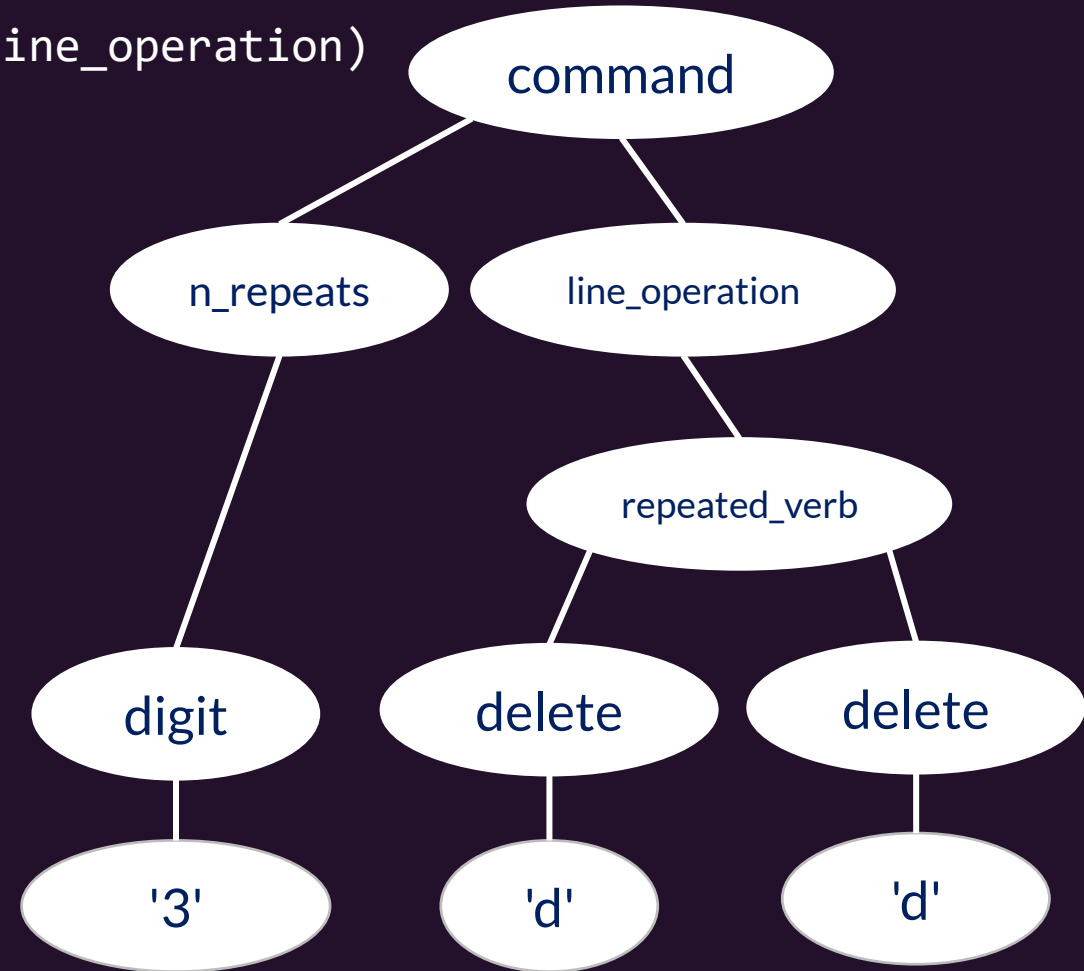 ine_operation)
command
n_repeats
line_operation
repeated_verb
digit
delete
delete
'3'
'd'
'd'